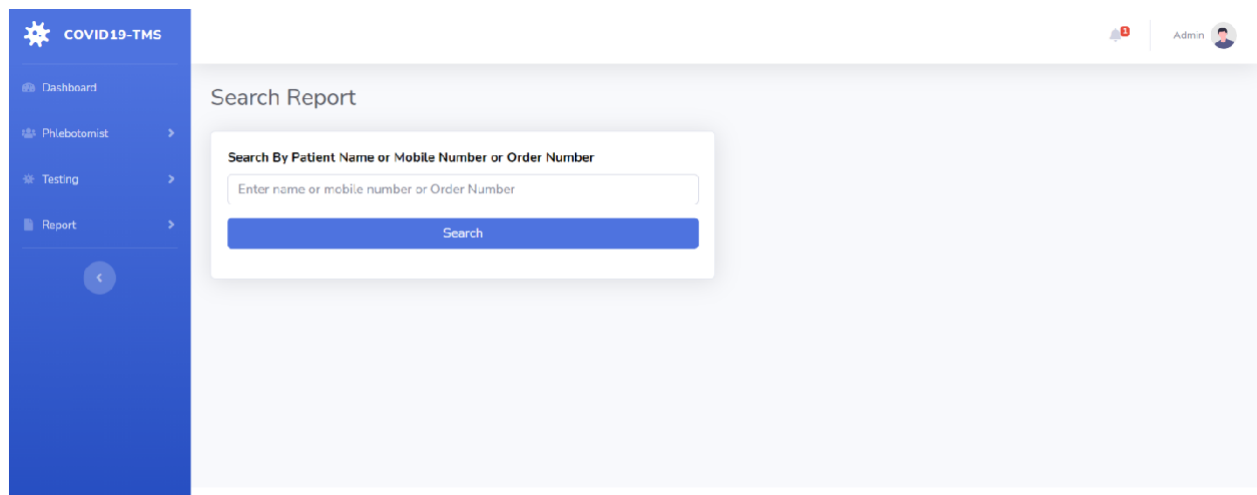 COVID19-TMS
1
Admin
Dashboard
Phlebotomist
Testing
Report
Search Report
Search By Patient Name or Mobile Number or Order Number
Enter name or mobile number or Order Number
Search